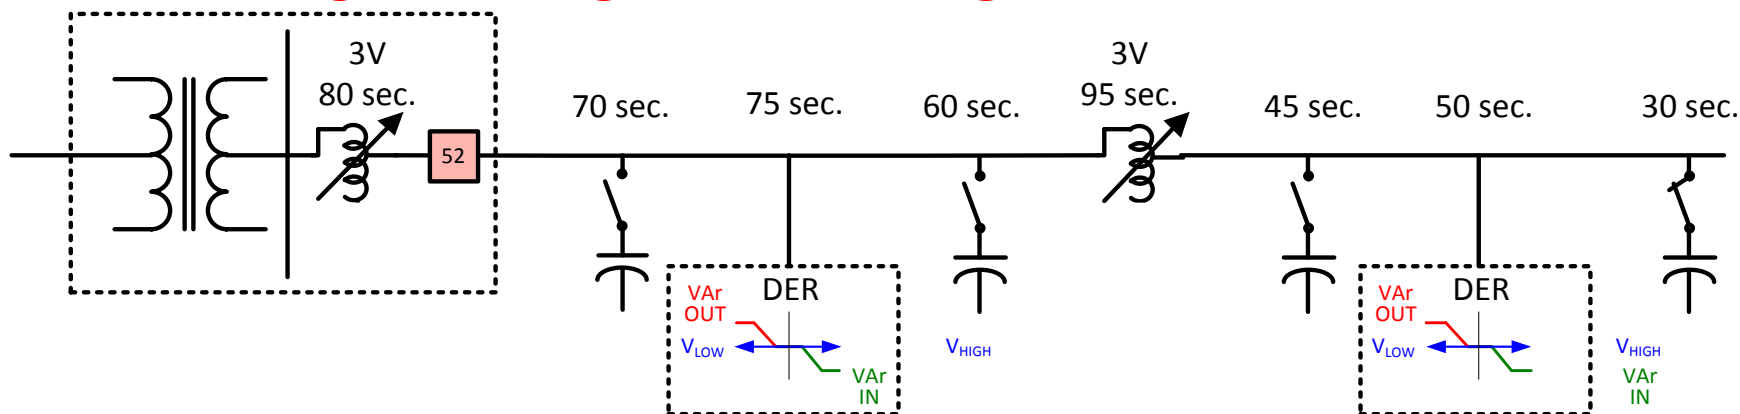 3V
80 sec.
70 sec.
75 sec.
60 sec.
3V
95 sec.
45 sec.
50 sec.
30 sec.
52
DER
VAr
OUT
VLOW
VHIGH
VAr
IN
DER
VAr
OUT
VLOW
VHIGH
VAr
IN